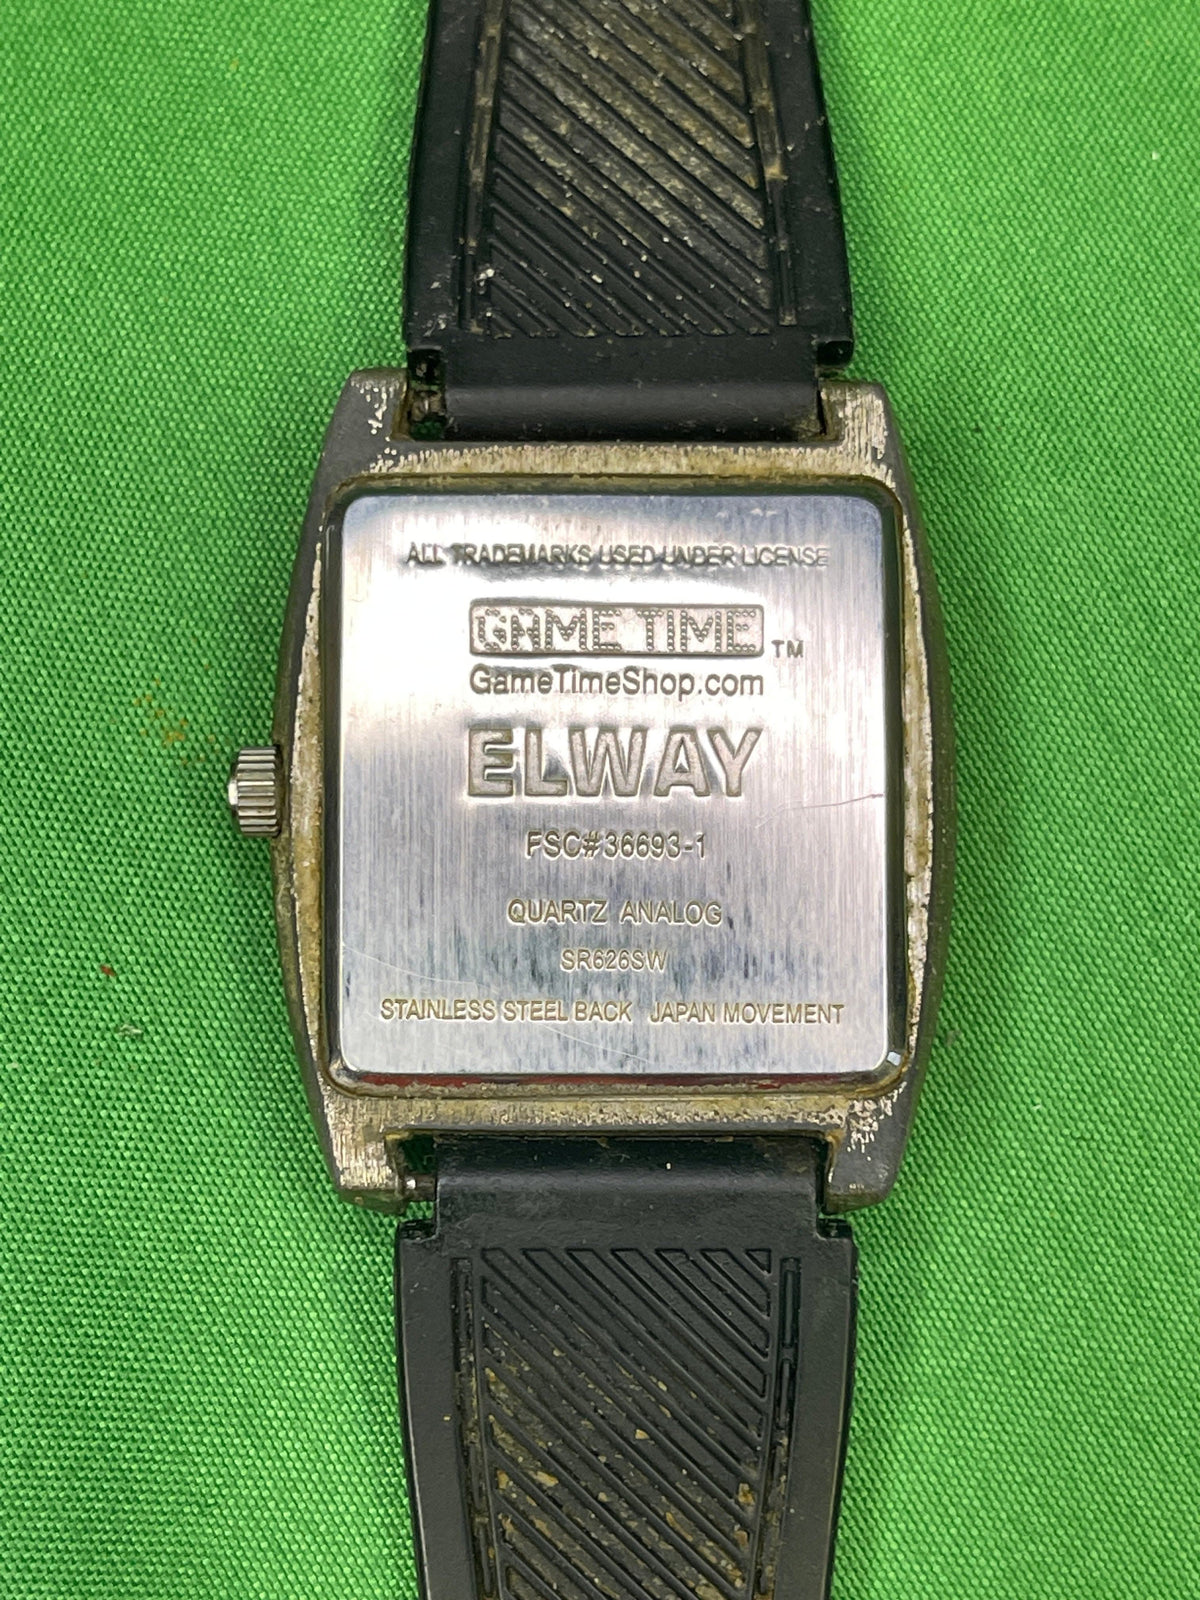 ALL TRADEMARKS USED UNDER LICENSE
GAME TIME TM
GameTimeShop.com
ELWAY
FSC#36693-1
QUARTZ ANALOG
SR626SW
STAINLESS STEEL BACK JAPAN MOVEMENT